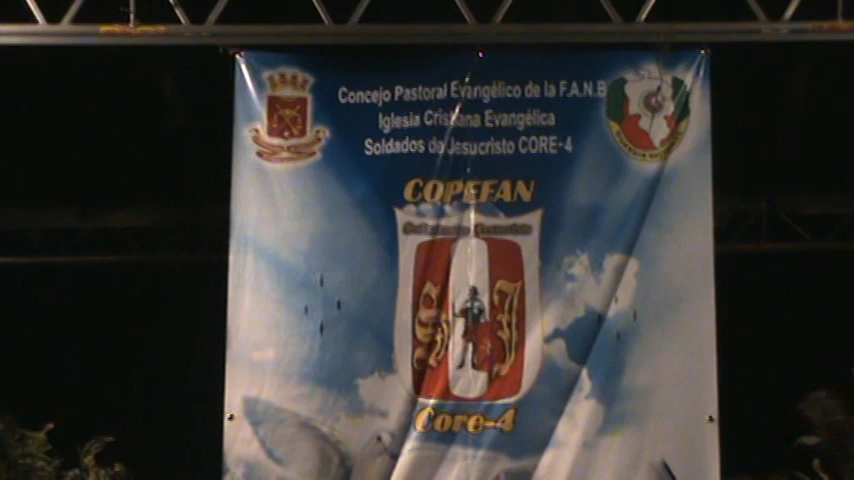 Concejo Pastoral Evangélico de la F.A.N.B
Iglesia Cristiana Evangélica
Soldados de Jesucristo CORE-4
COPEFAN
S J
Core-4